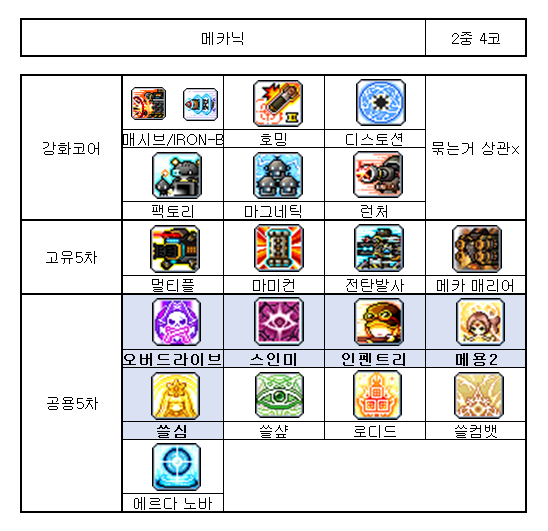 메카닉 2중 4코
강화코어
매시브/IRON-B 호밍 디스토션
묶는거 상관x
팩토리 마그네틱 런처
고유5차
멀티플 마미컨 전탄발사 메카 매리어
공용5차
오버드라이브 스인미 인펜트리 메용2
쓸심 쓸샾 로디드 쓸컴뱃
에르다 노바